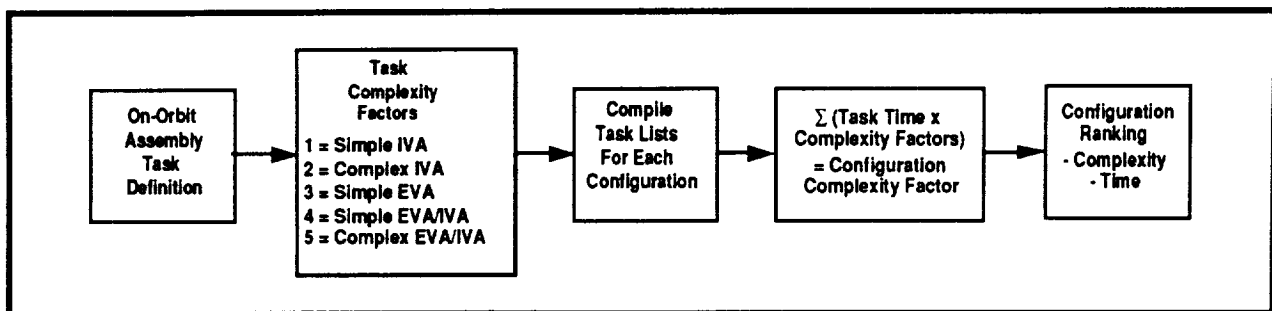 On-Orbit
Assembly
Task
Definition
Task
Complexity
Factors
1 = Simple IVA
2 = Complex IVA
3 = Simple EVA
4 = Simple EVA/IVA
5 = Complex EVA/IVA
Compile
Task Lists
For Each
Configuration
Σ (Task Time x
Complexity Factors)
= Configuration
Complexity Factor
Configuration
Ranking
- Complexity
- Time